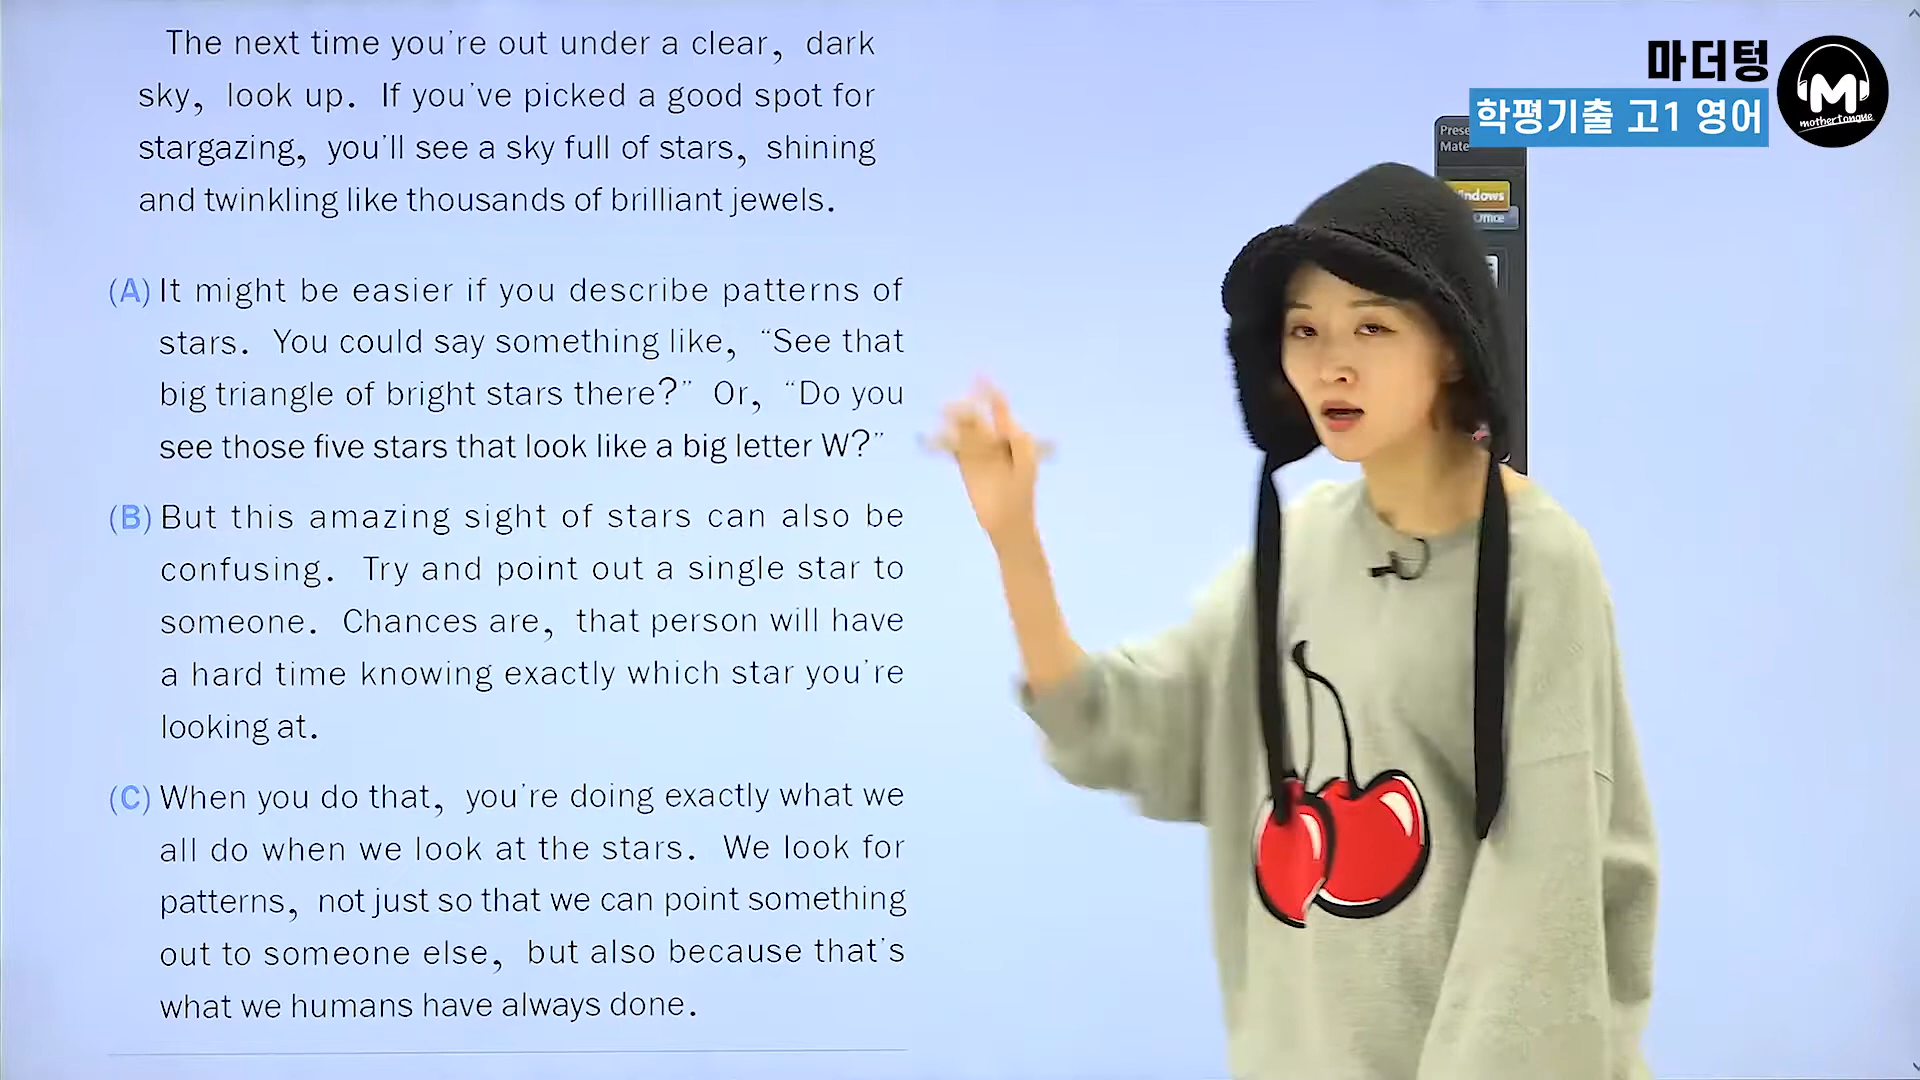 The next time you're out under a clear, dark
sky, look up. If you've picked a good spot for
stargazing, you'll see a sky full of stars, shining
and twinkling like thousands of brilliant jewels.
(A) It might be easier if you describe patterns of
stars. You could say something like, “See that
big triangle of bright stars there?” Or, “Do you
see those five stars that look like a big letter W?”
(B) But this amazing sight of stars can also be
confusing. Try and point out a single star to
someone. Chances are, that person will have
a hard time knowing exactly which star you're
looking at.
(C) When you do that, you're doing exactly what we
all do when we look at the stars. We look for
patterns, not just so that we can point something
out to someone else, but also because that's
what we humans have always done.
마더텅
학평기출 고1 영어
M
mothertongue